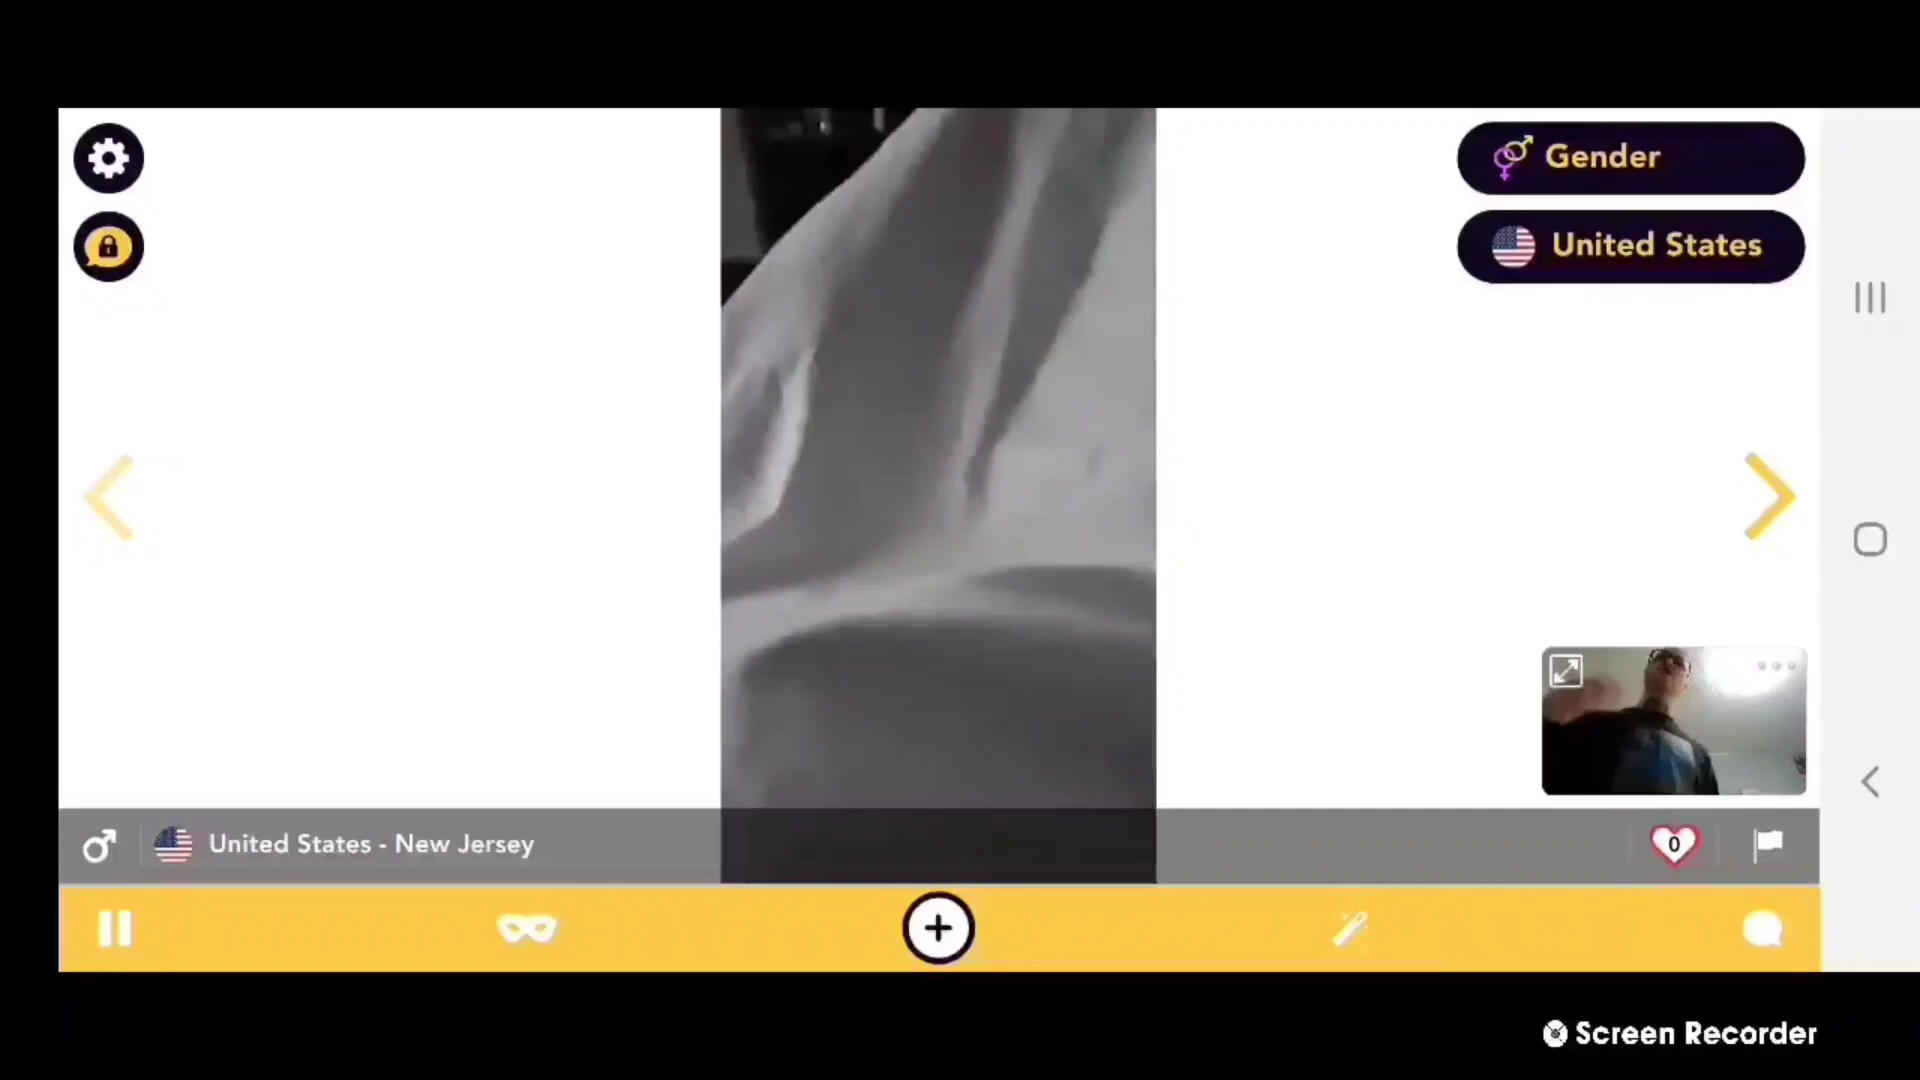 Gender
United States
United States - New Jersey
0
Screen Recorder